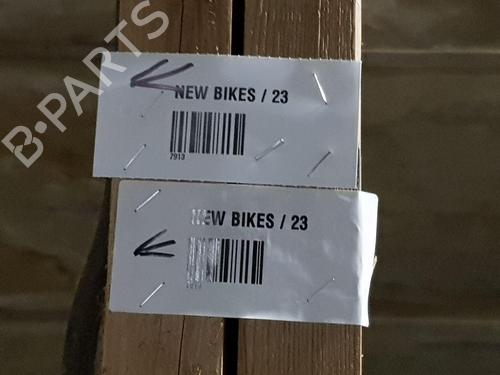 B-PARTS
NEW BIKES / 23
7913
NEW BIKES / 23